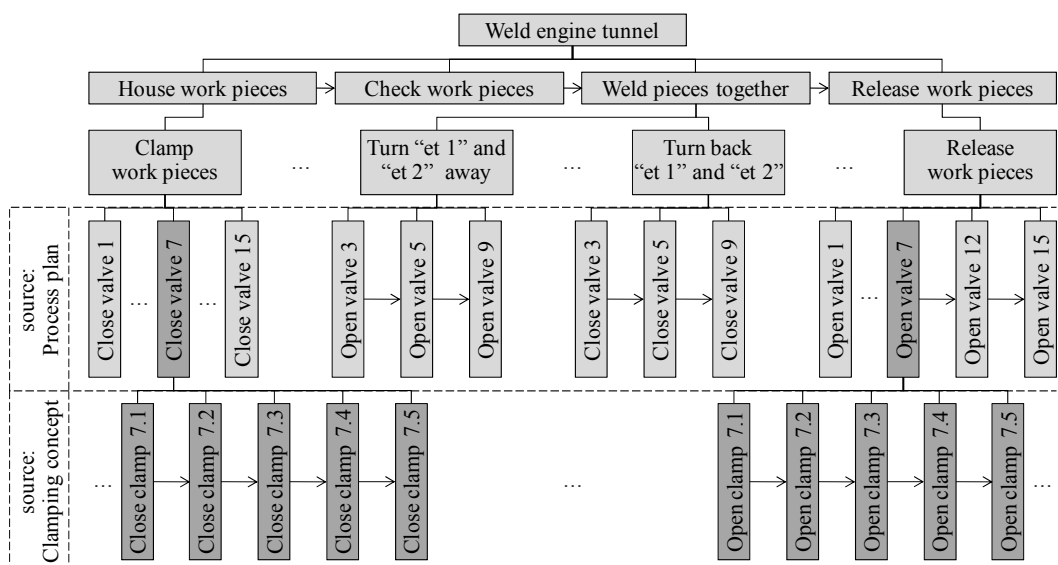 Weld engine tunnel
House work pieces
Check work pieces
Weld pieces together
Release work pieces
Clamp
work pieces
…
Turn “et 1” and
“et 2” away
…
Turn back
“et 1” and “et 2”
…
Release
work pieces
source:
Process plan
Close valve 1
…
Close valve 7
…
Close valve 15
Open valve 3
Open valve 5
Open valve 9
Close valve 3
Close valve 5
Close valve 9
Open valve 1
…
Open valve 7
Open valve 12
Open valve 15
source:
Clamping concept
…
Close clamp 7.1
Close clamp 7.2
Close clamp 7.3
Close clamp 7.4
Close clamp 7.5
…
Open clamp 7.1
Open clamp 7.2
Open clamp 7.3
Open clamp 7.4
Open clamp 7.5
…